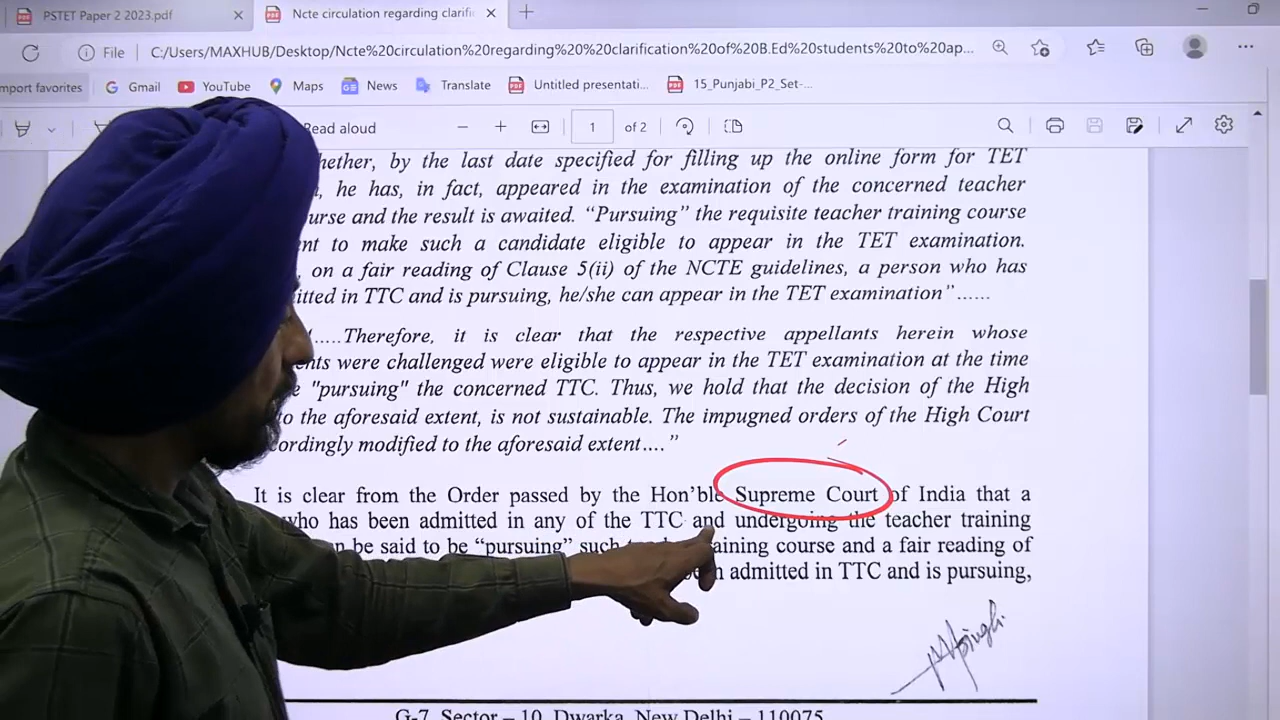 PSTET Paper 2 2023.pdf
Ncte circulation regarding clarifi
File
C:/Users/MAXHUB/Desktop/Ncte%20circulation%20regarding%20%20clarification%20of%20B.Ed%20students%20to%20ap...
import favorites
Gmail
YouTube
Maps
News
Translate
Untitled presentati...
15_Punjabi_P2_Set-...
Read aloud
1 of 2
by the last date specified for filling up the online form for TET
he has, in fact, appeared in the examination of the concerned teacher
and the result is awaited. “Pursuing” the requisite teacher training course
to make such a candidate eligible to appear in the TET examination.
on a fair reading of Clause 5(ii) of the NCTE guidelines, a person who has
in TTC and is pursuing, he/she can appear in the TET examination”......
.....Therefore, it is clear that the respective appellants herein whose
were challenged were eligible to appear in the TET examination at the time
"pursuing" the concerned TTC. Thus, we hold that the decision of the High
to the aforesaid extent, is not sustainable. The impugned orders of the High Court
modified to the aforesaid extent....”
It is clear from the Order passed by the Hon’ble Supreme Court of India that a
who has been admitted in any of the TTC and undergoing the teacher training
be said to be “pursuing” such course and a fair reading of
admitted in TTC and is pursuing,
G-7, Sector – 10, Dwarka, New Delhi – 110075